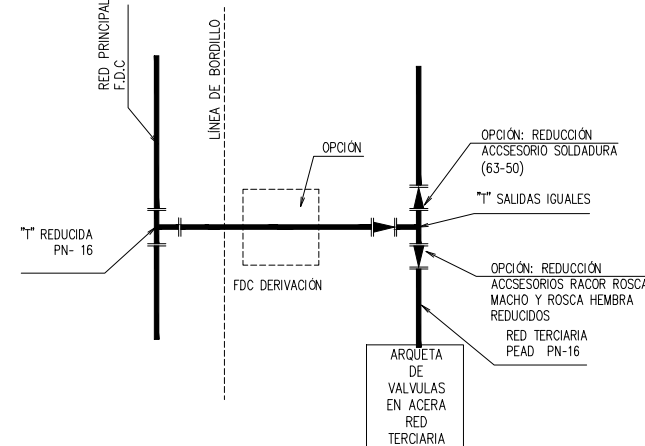 RED PRINCIPAL
F.D.C
LÍNEA DE BORDILLO
OPCIÓN
OPCIÓN: REDUCCIÓN
ACCSESORIO SOLDADURA
(63-50)
"T" SALIDAS IGUALES
"T" REDUCIDA
PN- 16
FDC DERIVACIÓN
OPCIÓN: REDUCCIÓN
ACCSESORIOS RACOR ROSCA
MACHO Y ROSCA HEMBRA
REDUCIDOS
RED TERCIARIA
PEAD PN-16
ARQUETA
DE
VALVULAS
EN ACERA
RED
TERCIARIA